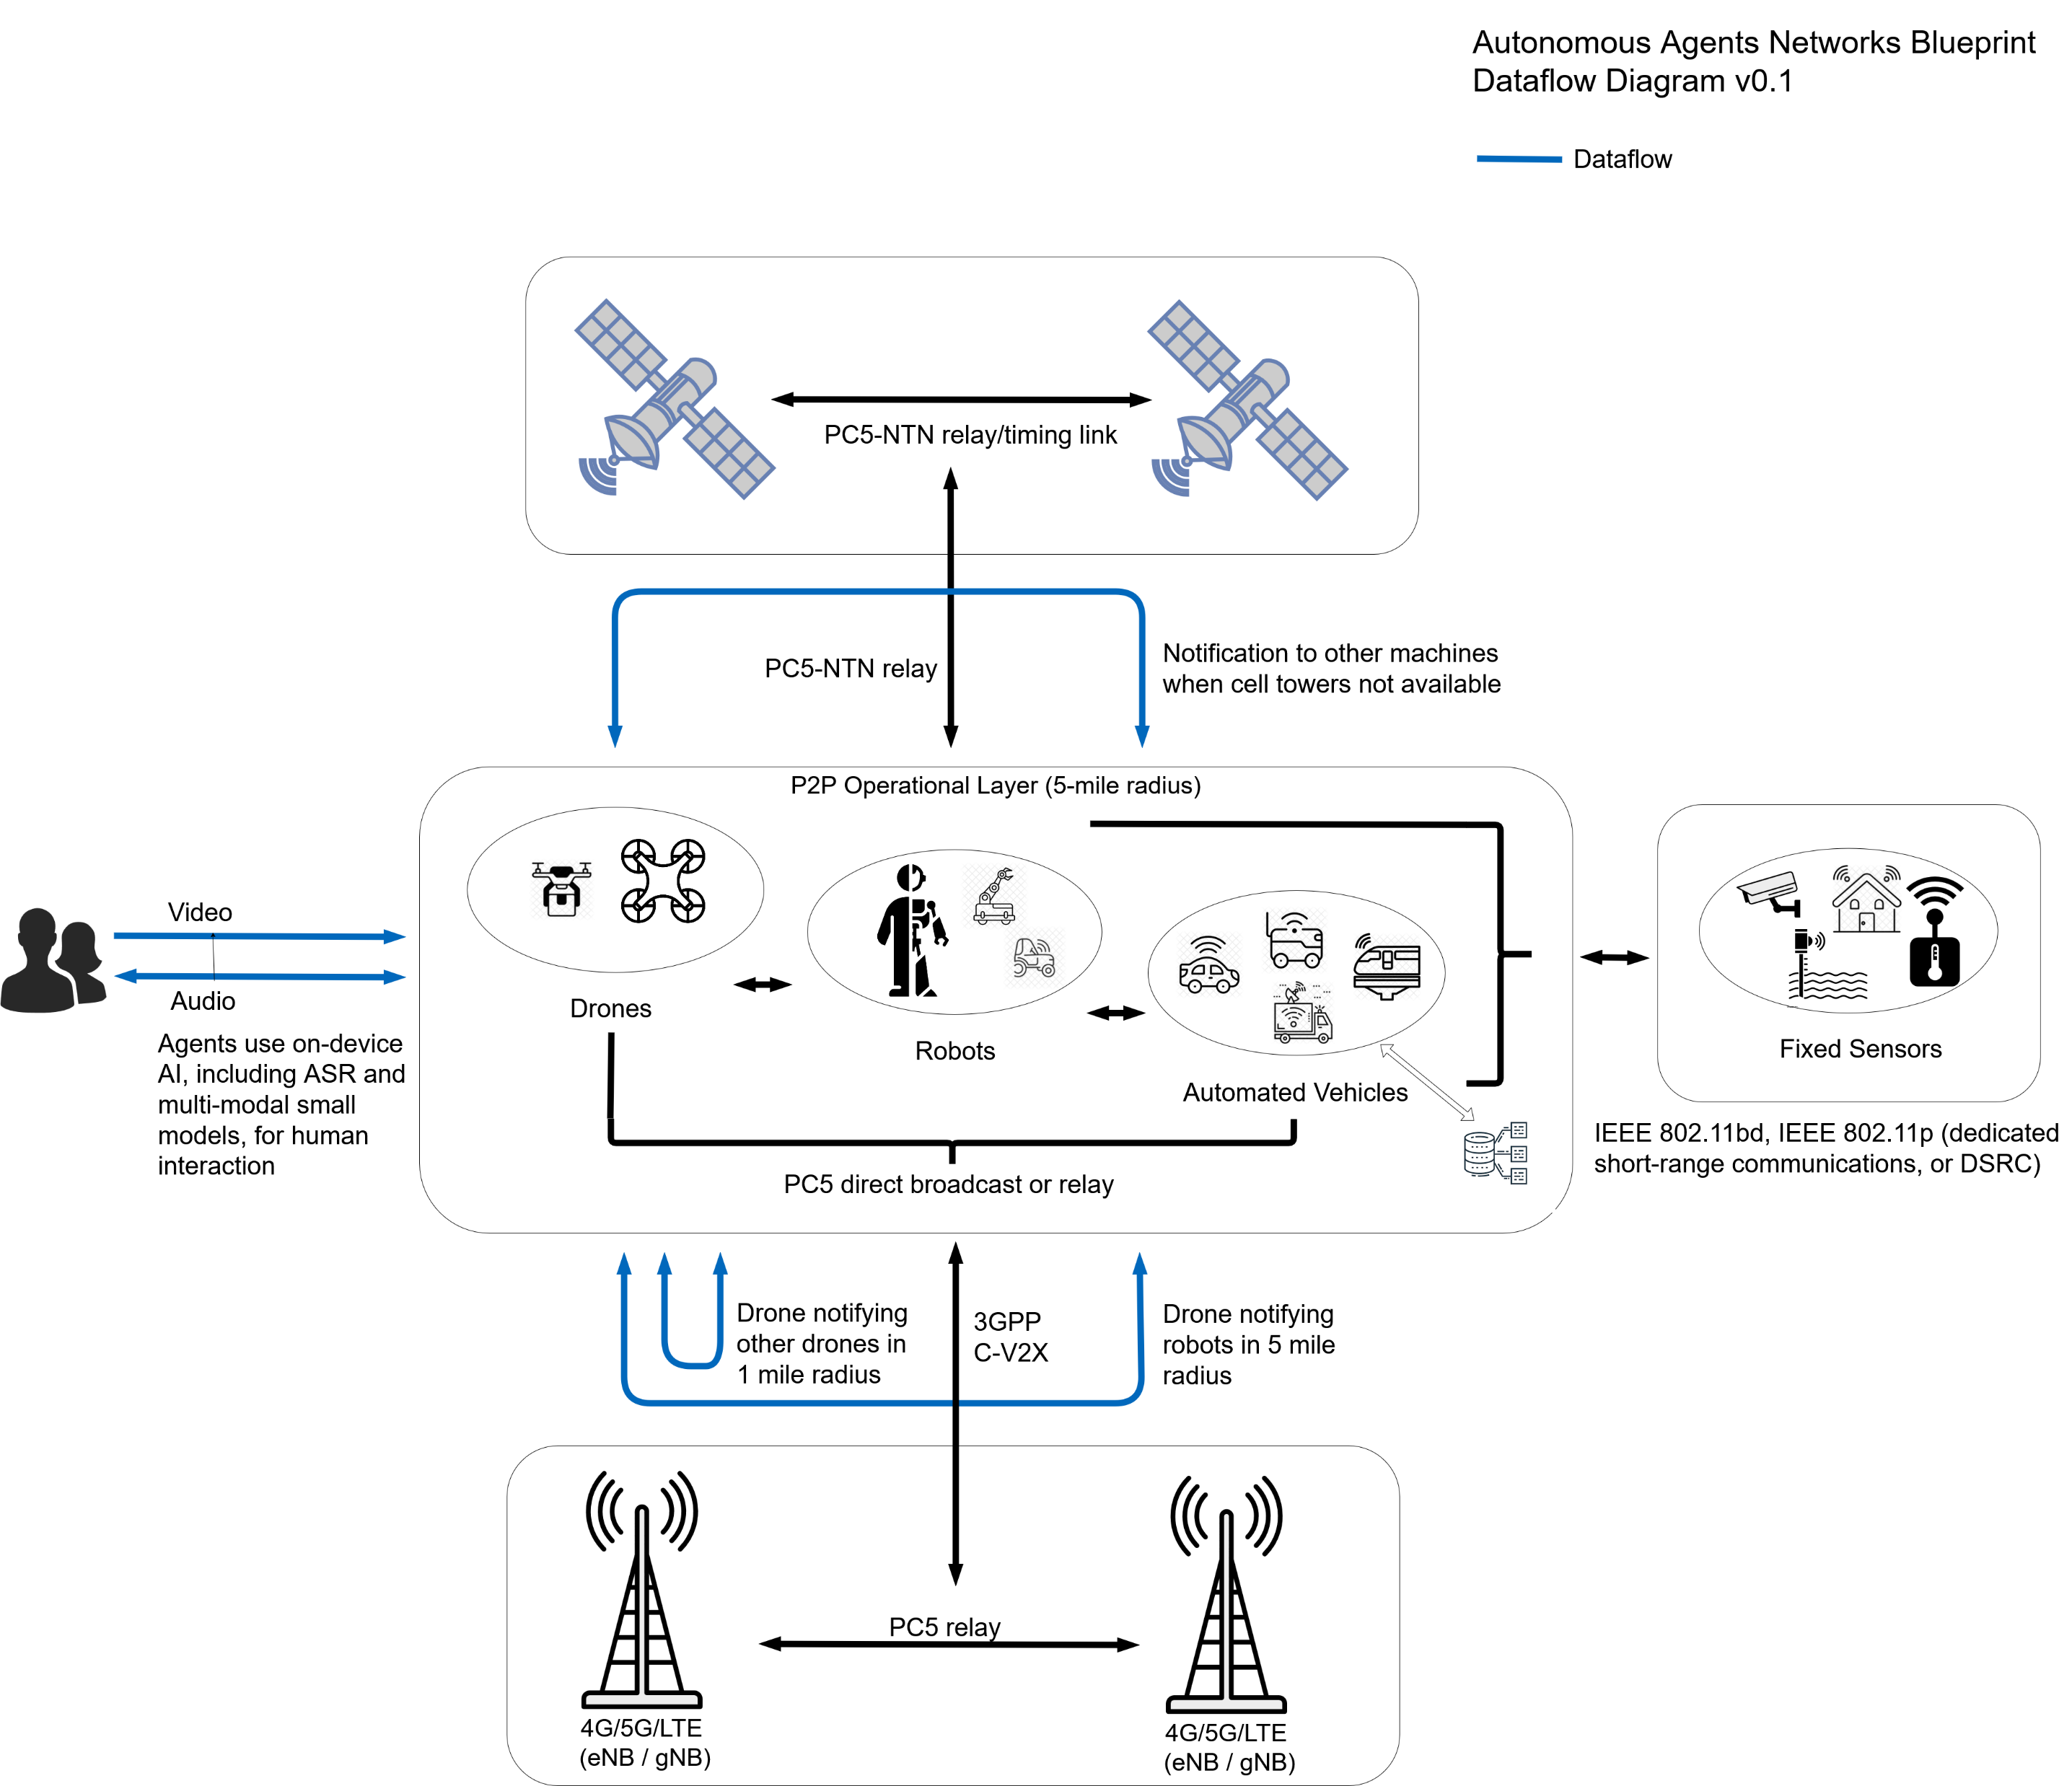 Autonomous Agents Networks Blueprint
Dataflow Diagram v0.1
Dataflow
PC5-NTN relay/timing link
PC5-NTN relay
Notification to other machines
when cell towers not available
P2P Operational Layer (5-mile radius)
Video
Audio
Agents use on-device
AI, including ASR and
multi-modal small
models, for human
interaction
Drones
Robots
Automated Vehicles
Fixed Sensors
PC5 direct broadcast or relay
IEEE 802.11bd, IEEE 802.11p (dedicated
short-range communications, or DSRC)
Drone notifying
other drones in
1 mile radius
3GPP
C-V2X
Drone notifying
robots in 5 mile
radius
PC5 relay
4G/5G/LTE
(eNB / gNB)
4G/5G/LTE
(eNB / gNB)